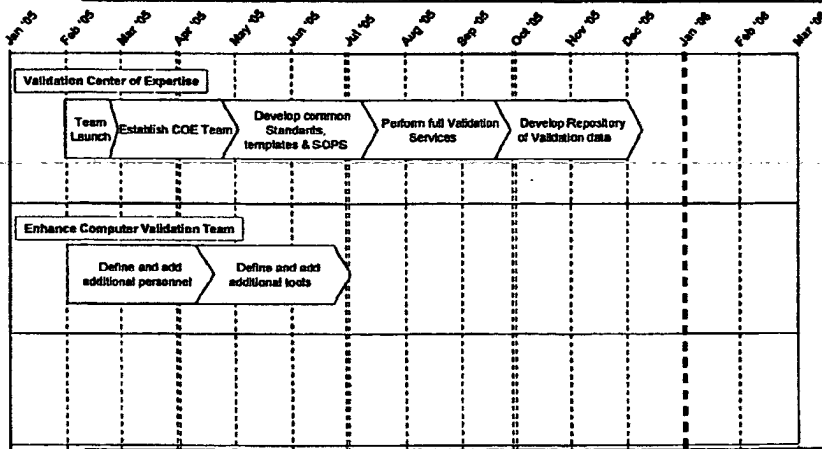 Jan '05 Feb '05 Mar '05 Apr '05 May '05 Jun '05 Jul '05 Aug '05 Sep '05 Oct '05 Nov '05 Dec '05 Jan '06 Feb '06 Mar '06
Validation Center of Expertise
Team
Launch
Establish COE Team
Develop common
Standards,
templates & SOPS
Perform full Validation
Services
Develop Repository
of Validation data
Enhance Computer Validation Team
Define and add
additional personnel
Define and add
additional tools